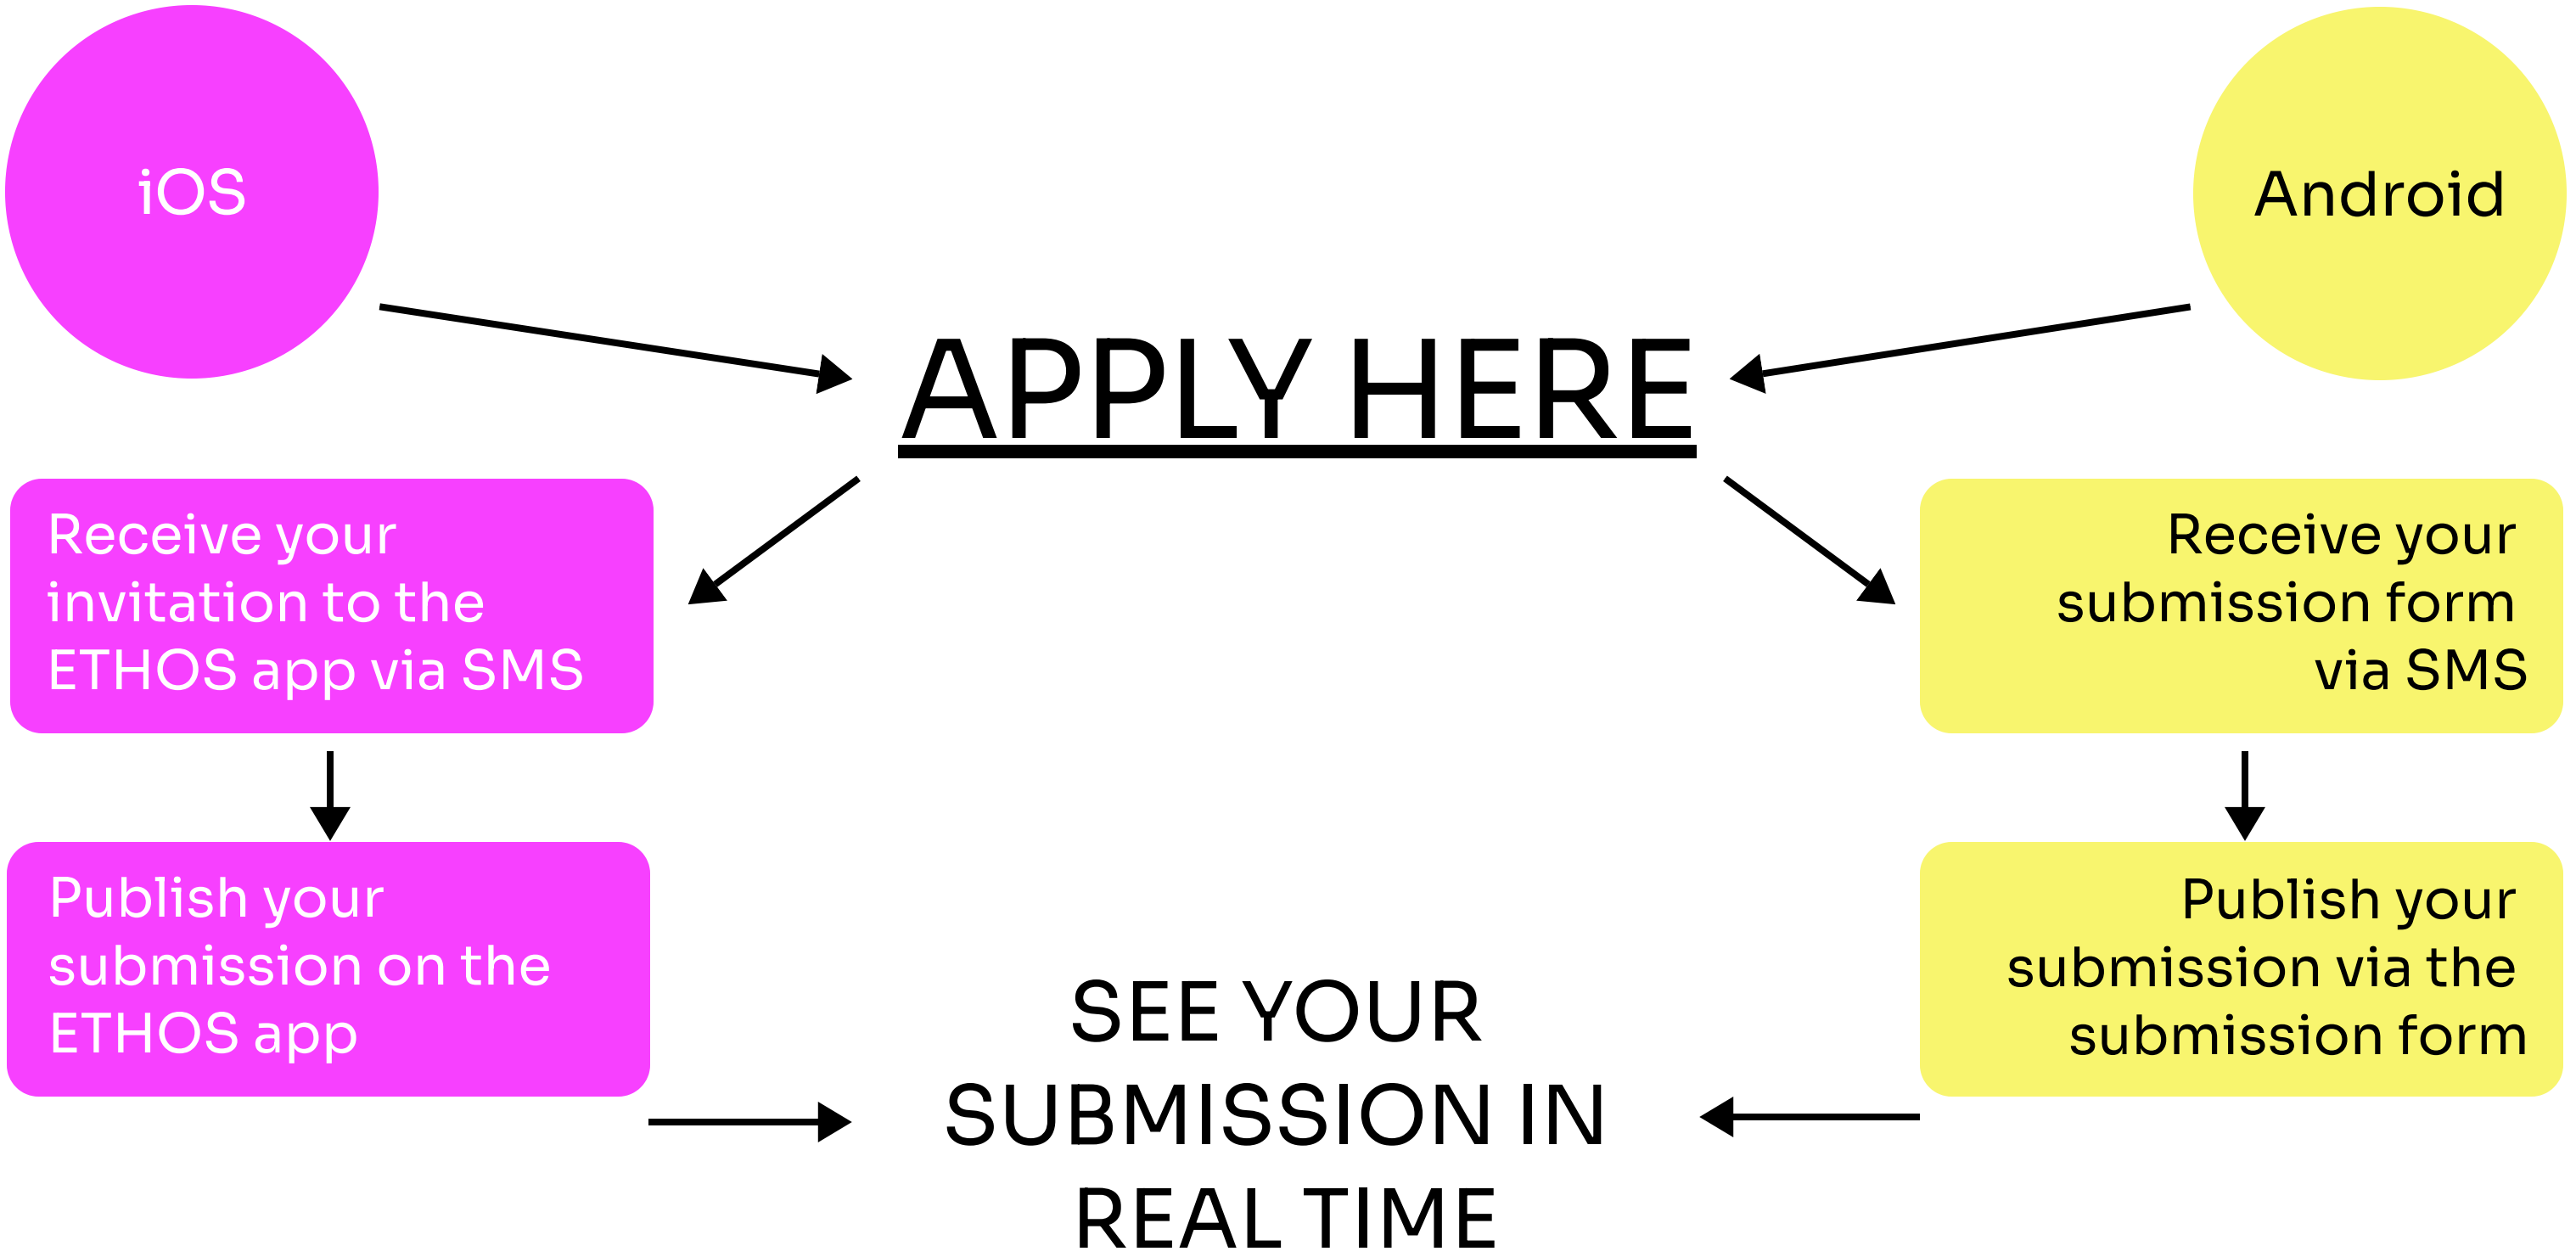 iOS
Android
APPLY HERE
Receive your
invitation to the
ETHOS app via SMS
Receive your
submission form
via SMS
Publish your
submission on the
ETHOS app
Publish your
submission via the
submission form
SEE YOUR
SUBMISSION IN
REAL TIME